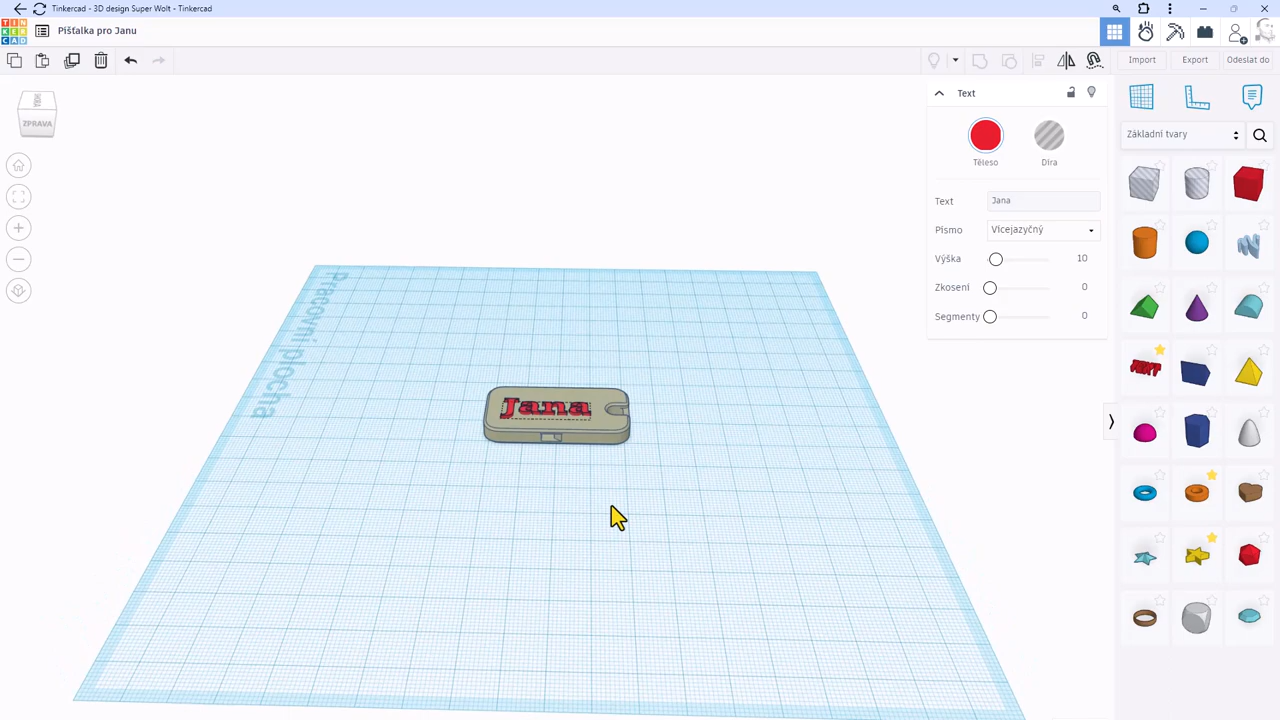 Tinkercad - 3D design Super Wolt - Tinkercad
TIN
KER
CAD
Píšťalka pro Janu
Import
Export
Odeslat do
ZPRAVA
Text
Těleso
Díra
Text
Jana
Písmo
Vícejazyčný
Výška
10
Zkosení
0
Segmenty
0
Základní tvary
TEXT
Pracovní plocha
Jana